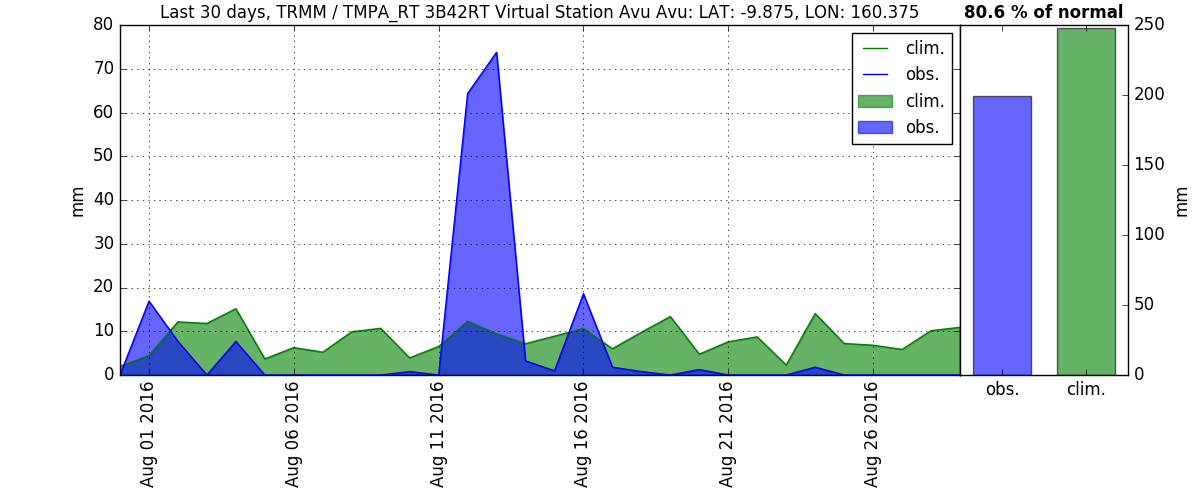 Last 30 days, TRMM / TMPA_RT 3B42RT Virtual Station Avu Avu: LAT: -9.875, LON: 160.375
80.6 % of normal
80
70
60
50
40
30
20
10
0
mm
clim.
obs.
clim.
obs.
Aug 01 2016
Aug 06 2016
Aug 11 2016
Aug 16 2016
Aug 21 2016
Aug 26 2016
250
200
150
100
50
0
mm
obs.
clim.